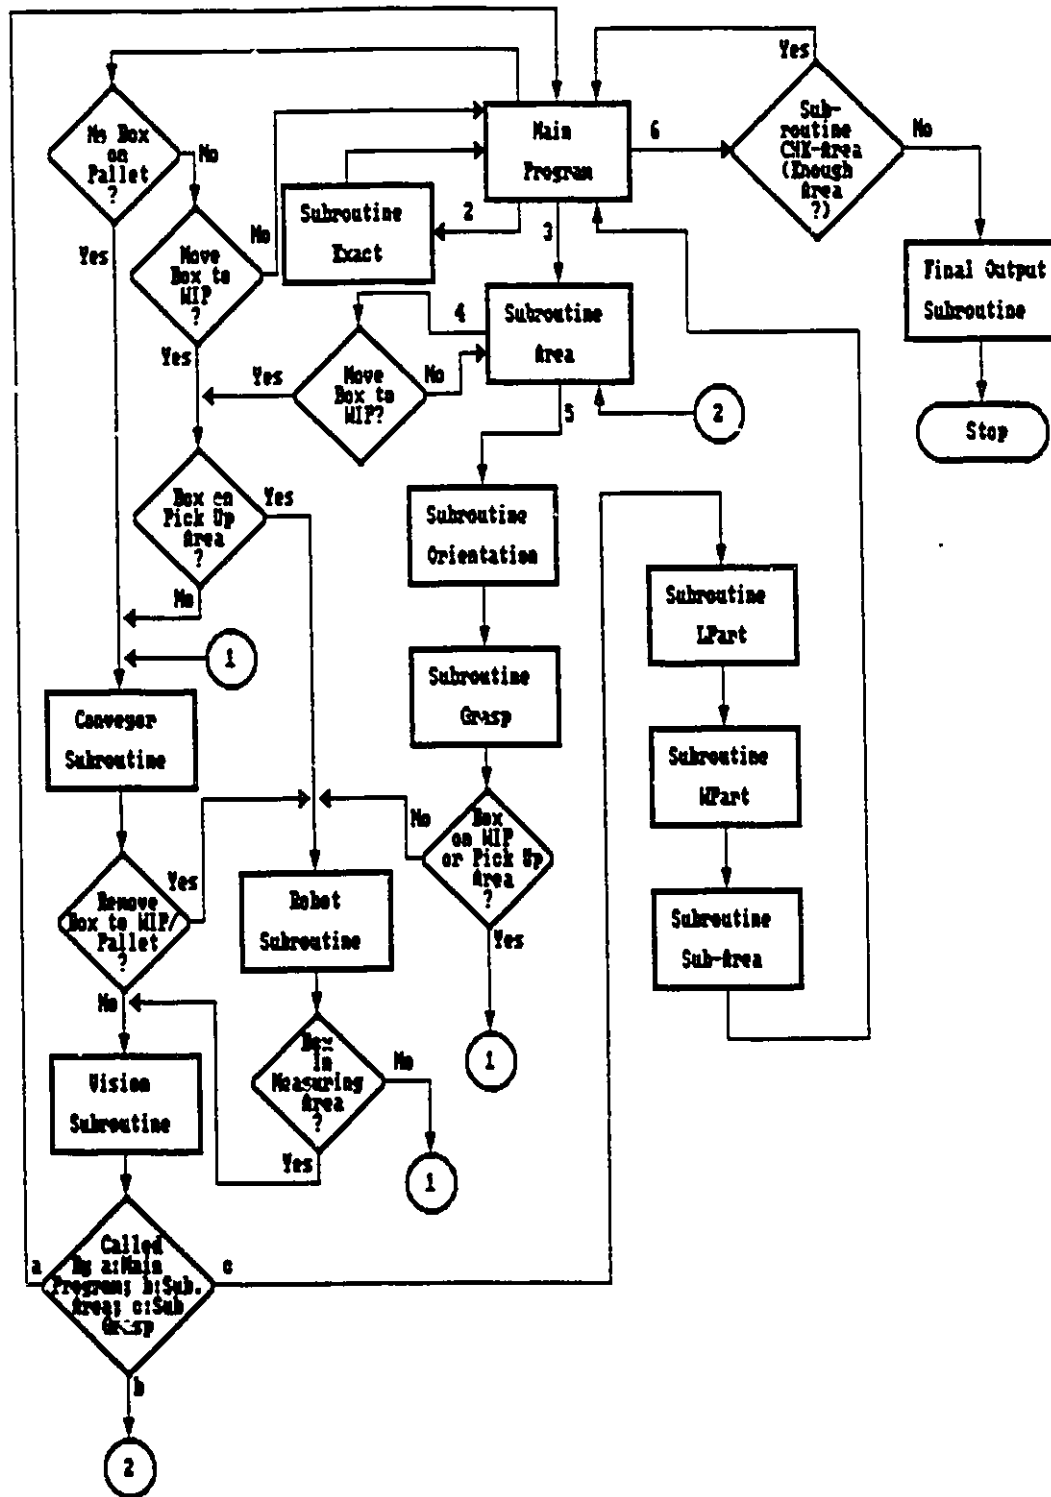 Yes
No Box
on
Pallet
?
No
Main
Program
6
Sub-
routine
CHK-Area
(Enough
Area
?)
No
Yes
Move
Box to
WIP
?
No
Subroutine
Exact
2
3
Final Output
Subroutine
Yes
Yes
Move
Box to
WIP?
No
4
Subroutine
Area
5
2
Stop
Box on
Pick Up
Area
?
Yes
No
Subroutine
Orientation
Subroutine
LPart
1
Subroutine
Grasp
Conveyor
Subroutine
Subroutine
WPart
No
Box
on WIP
or Pick Up
Area
?
Yes
Remove
Box to WIP/
Pallet
?
Yes
No
Robot
Subroutine
Subroutine
Sub-Area
1
Box
In
Measuring
Area
?
No
Yes
Vision
Subroutine
1
a
Called
By a:Main
Program; b:Sub.
Area; c:Sub
Grasp
c
b
2